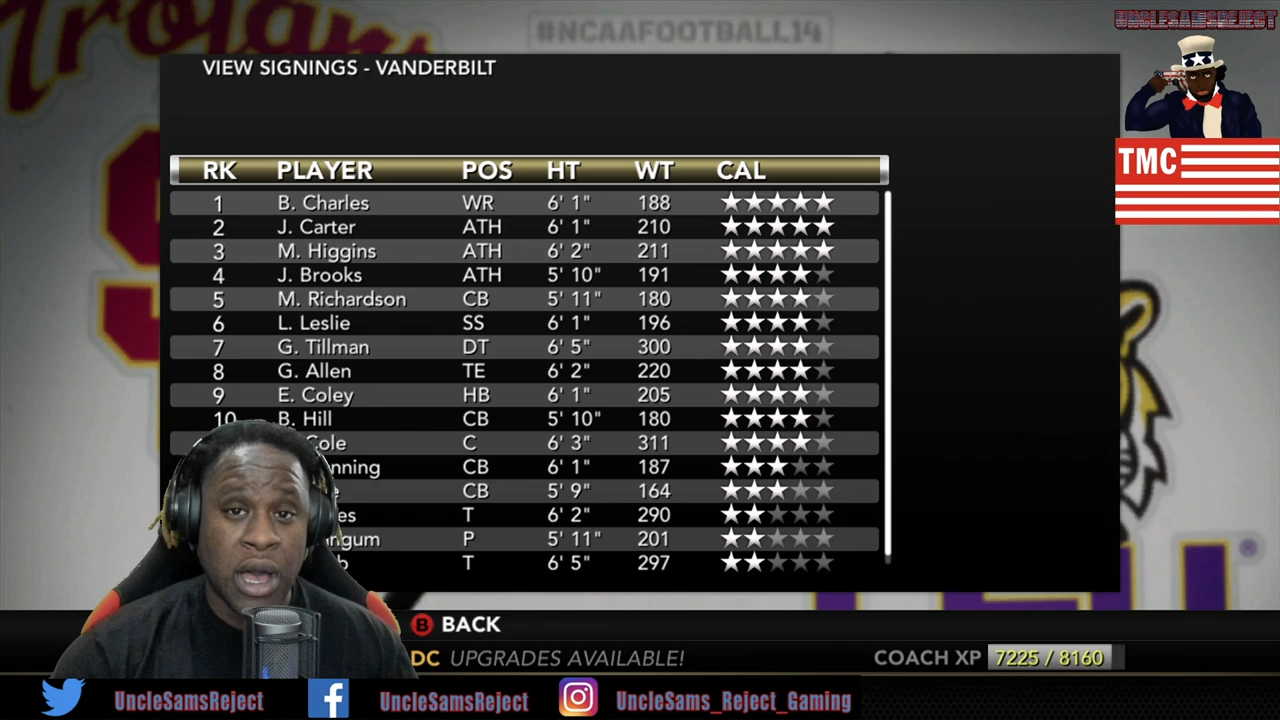 Trojans
#NCAAFOOTBALL14
UNCLESAMSREJECT
VIEW SIGNINGS - VANDERBILT
TMC
RK PLAYER POS HT WT CAL
1 B. Charles WR 6' 1" 188
2 J. Carter ATH 6' 1" 210
3 M. Higgins ATH 6' 2" 211
4 J. Brooks ATH 5' 10" 191
5 M. Richardson CB 5' 11" 180
6 L. Leslie SS 6' 1" 196
7 G. Tillman DT 6' 5" 300
8 G. Allen TE 6' 2" 220
9 E. Coley HB 6' 1" 205
10 B. Hill CB 5' 10" 180
Cole C 6' 3" 311
nning CB 6' 1" 187
CB 5' 9" 164
es T 6' 2" 290
ngum P 5' 11" 201
b T 6' 5" 297
B BACK
DC UPGRADES AVAILABLE!
COACH XP 7225 / 8160
UncleSamsReject
UncleSamsReject
UncleSams_Reject_Gaming